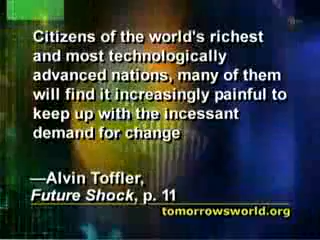 Citizens of the world's richest
and most technologically
advanced nations, many of them
will find it increasingly painful to
keep up with the incessant
demand for change
—Alvin Toffler,
Future Shock, p. 11
tomorrowsworld.org